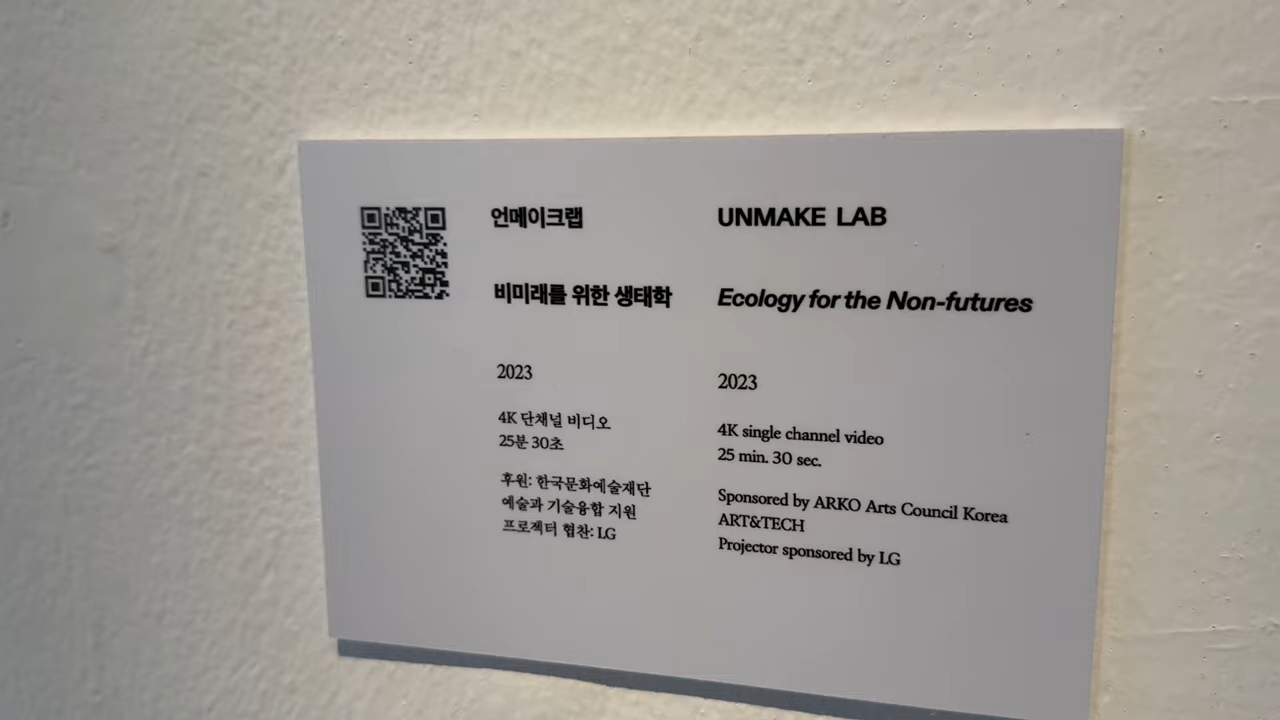 언메이크랩
비미래를 위한 생태학
2023
4K 단채널 비디오
25분 30초
후원: 한국문화예술재단
예술과 기술융합 지원
프로젝터 협찬: LG
UNMAKE LAB
Ecology for the Non-futures
2023
4K single channel video
25 min. 30 sec.
Sponsored by ARKO Arts Council Korea
ART&TECH
Projector sponsored by LG